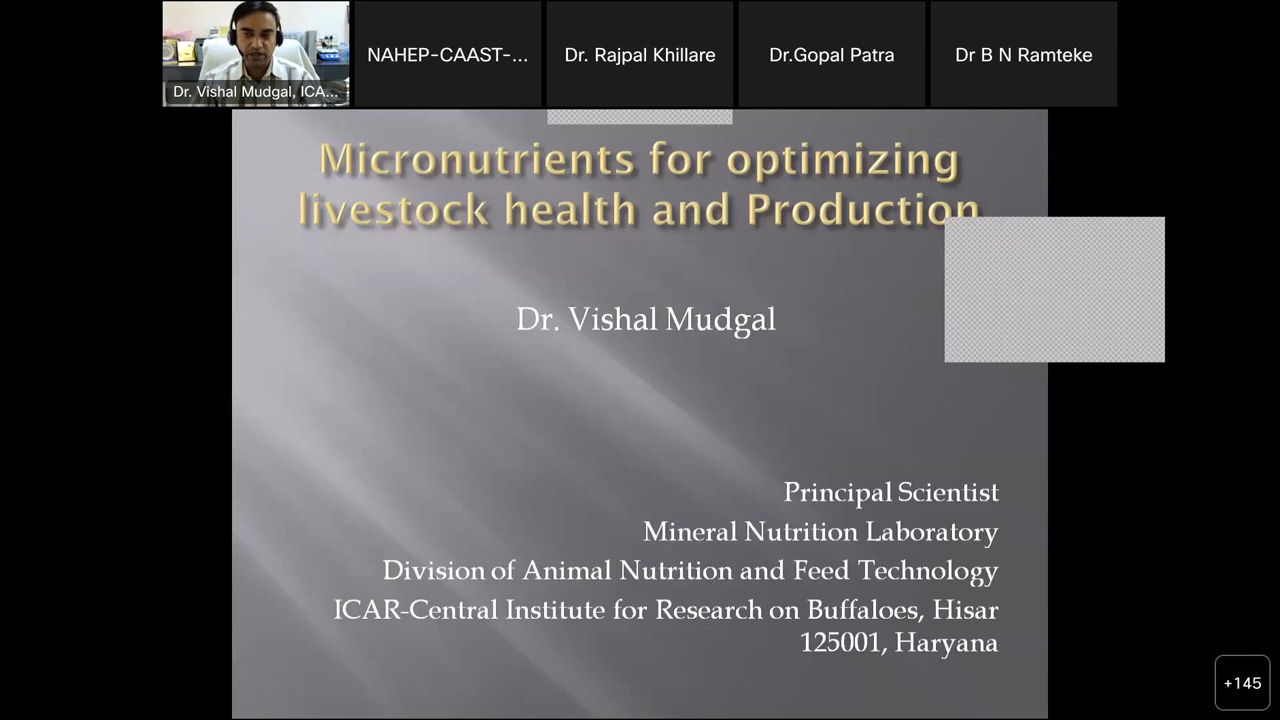 Dr. Vishal Mudgal, ICA...
NAHEP-CAAST-...
Dr. Rajpal Khillare
Dr.Gopal Patra
Dr B N Ramteke
Micronutrients for optimizing
livestock health and Production
Dr. Vishal Mudgal
Principal Scientist
Mineral Nutrition Laboratory
Division of Animal Nutrition and Feed Technology
ICAR-Central Institute for Research on Buffaloes, Hisar
125001, Haryana
+145